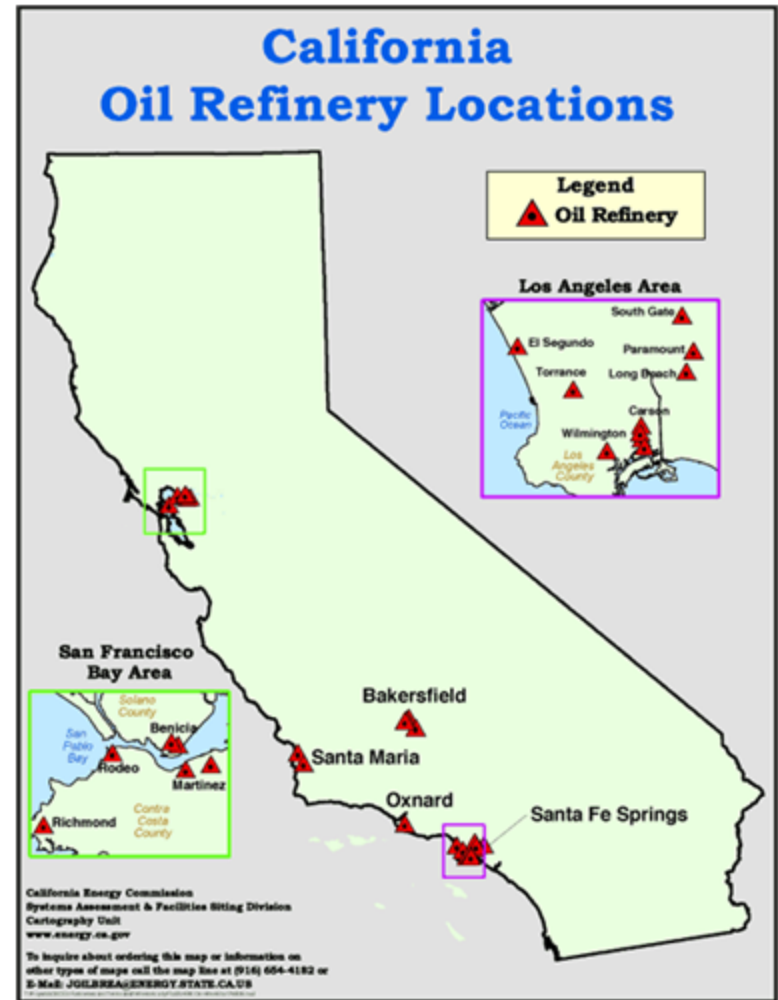 California
Oil Refinery Locations
Legend
Oil Refinery
Los Angeles Area
South Gate
El Segundo
Paramount
Torrance
Long Beach
Pacific
Ocean
Carson
Wilmington
Los
Angeles
County
San Francisco
Bay Area
Solano
County
San
Pablo
Bay
Benicia
Rodeo
Martinez
Richmond
Contra
Costa
County
Bakersfield
Santa Maria
Oxnard
Santa Fe Springs
California Energy Commission
Systems Assessment & Facilities Siting Division
Cartography Unit
www.energy.ca.gov
To inquire about ordering this map or information on
other types of maps call the map line at (916) 654-4182 or
E-Mail: JGILBREA@ENERGY.STATE.CA.US